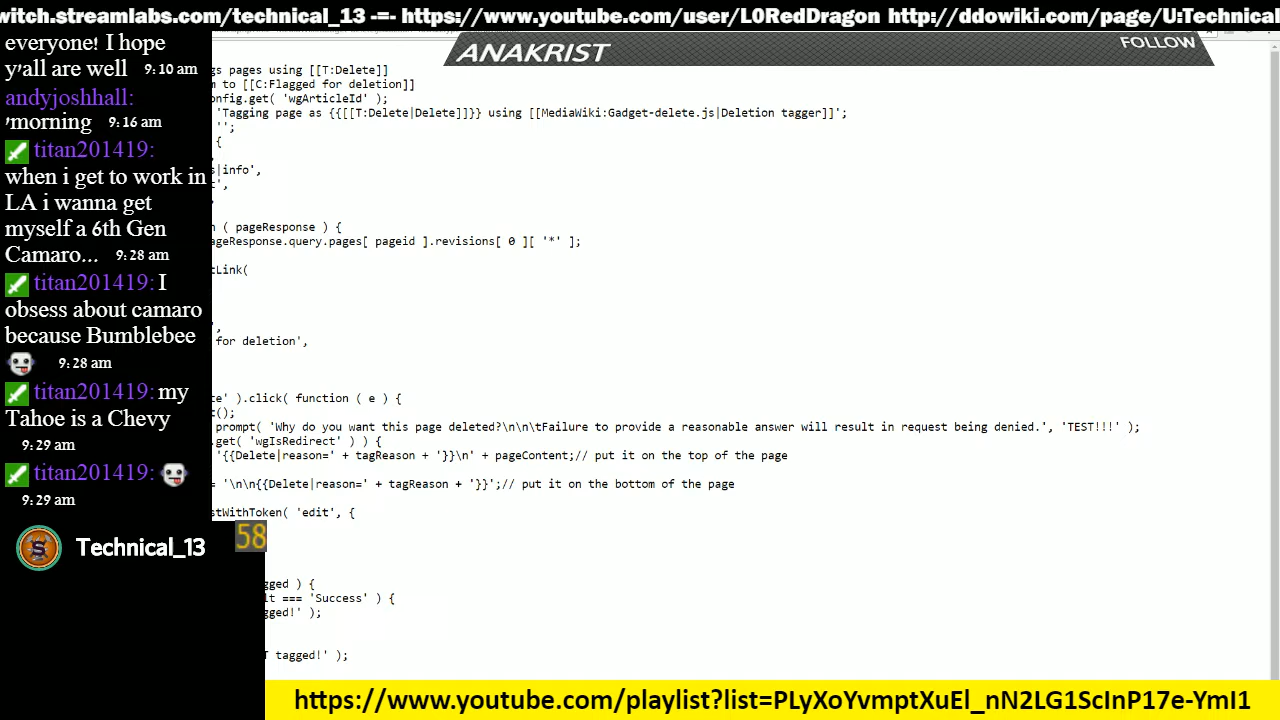 witch.streamlabs.com/technical_13 -=- https://www.youtube.com/user/L0RedDragon http://ddowiki.com/page/U:Technical
ANAKRIST
FOLLOW
everyone! I hope
y'all are well 9:10 am
andyjoshhall:
'morning 9:16 am
titan201419:
when i get to work in
LA i wanna get
myself a 6th Gen
Camaro... 9:28 am
titan201419: I
obsess about camaro
because Bumblebee
9:28 am
titan201419: my
Tahoe is a Chevy
9:29 am
titan201419:
9:29 am
Technical_13
58
gs pages using [[T:Delete]]
m to [[C:Flagged for deletion]]
onfig.get( 'wgArticleId' );
'Tagging page as {{[[T:Delete|Delete]]}} using [[MediaWiki:Gadget-delete.js|Deletion tagger]]';
'';
{
s|info',
t',
n ( pageResponse ) {
ageResponse.query.pages[ pageid ].revisions[ 0 ][ '*' ];
tLink(
',
for deletion',
te' ).click( function ( e ) {
t();
prompt( 'Why do you want this page deleted?\n\n\tFailure to provide a reasonable answer will result in request being denied.', 'TEST!!!' );
.get( 'wgIsRedirect' ) ) {
'{{Delete|reason=' + tagReason + '}}\n' + pageContent;// put it on the top of the page
= '\n\n{{Delete|reason=' + tagReason + '}}';// put it on the bottom of the page
stWithToken( 'edit', {
gged ) {
lt === 'Success' ) {
gged!' );
T tagged!' );
https://www.youtube.com/playlist?list=PLyXoYvmptXuEl_nN2LG1ScInP17e-YmI1